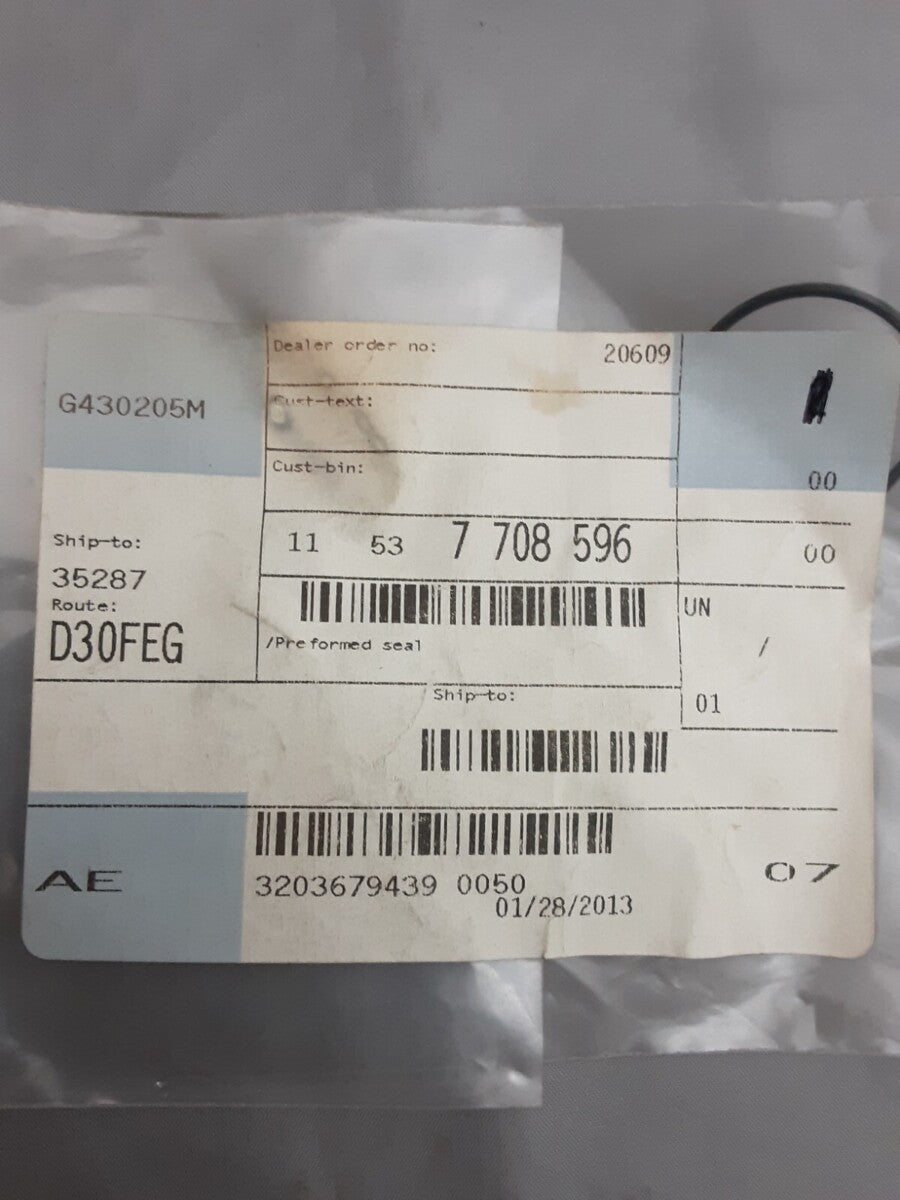 Dealer order no: 20609
G430205M
Cust-text:
Cust-bin:
00
Ship-to:
35287
11 53 7 708 596
00
Route:
D30FEG
UN
/Preformed seal
/
Ship-to:
01
AE
3203679439 0050
07
01/28/2013